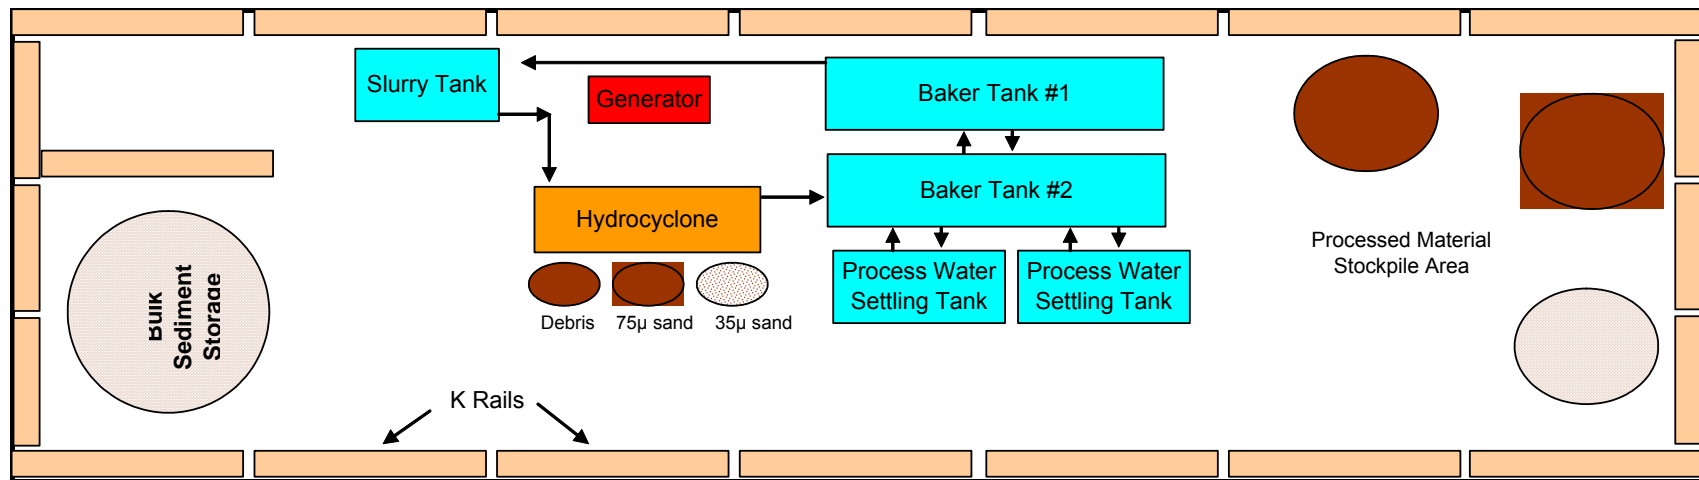 Slurry Tank
Generator
Baker Tank #1
Baker Tank #2
Hydrocyclone
Process Water
Settling Tank
Process Water
Settling Tank
Debris
75µ sand
35µ sand
Bulk
Sediment
Storage
Processed Material
Stockpile Area
K Rails